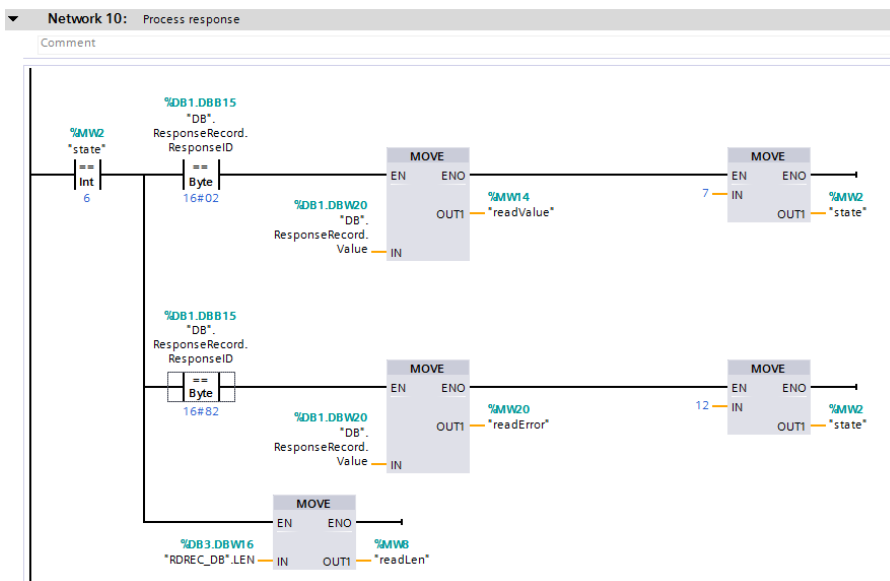 Network 10: Process response
Comment
%MW2
"state"
==
Int
6
%DB1.DBB15
"DB".
ResponseRecord.
ResponseID
==
Byte
16#02
%DB1.DBW20
"DB".
ResponseRecord.
Value
MOVE
EN ENO
IN
OUT1
%MW14
"readValue"
MOVE
EN ENO
7 IN
OUT1
%MW2
"state"
%DB1.DBB15
"DB".
ResponseRecord.
ResponseID
==
Byte
16#82
%DB1.DBW20
"DB".
ResponseRecord.
Value
MOVE
EN ENO
IN
OUT1
%MW20
"readError"
MOVE
EN ENO
12 IN
OUT1
%MW2
"state"
MOVE
EN ENO
%DB3.DBW16
"RDREC_DB".LEN
IN OUT1
%MW8
"readLen"